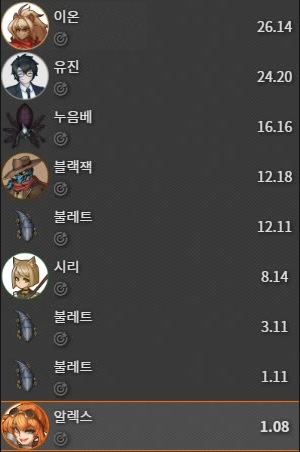 이온
26.14
유진
24.20
누음베
16.16
블랙잭
12.18
불레트
12.11
시리
8.14
불레트
3.11
불레트
1.11
알렉스
1.08